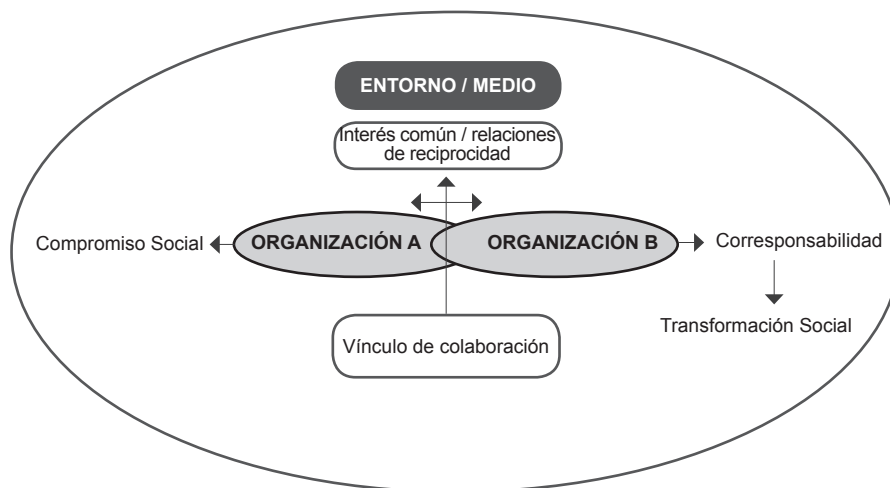 ENTORNO / MEDIO
Interés común / relaciones
de reciprocidad
Compromiso Social
ORGANIZACIÓN A
ORGANIZACIÓN B
Corresponsabilidad
Transformación Social
Vínculo de colaboración